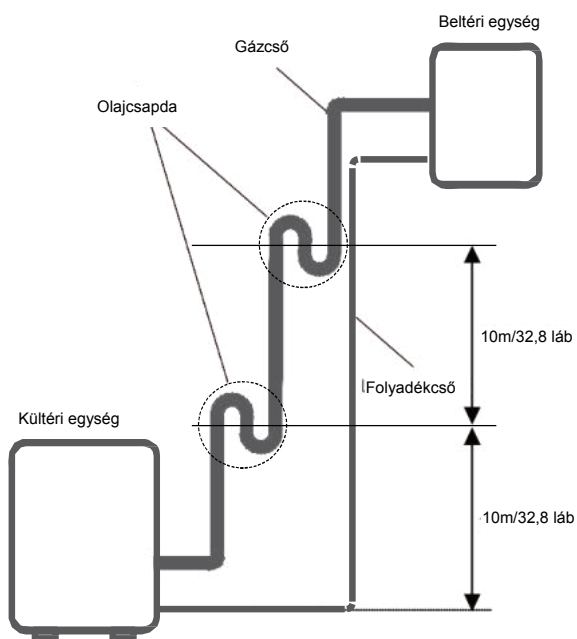 Beltéri egység
Gázcső
Olajcsapda
10m/32,8 láb
Folyadékcső
Kültéri egység
10m/32,8 láb